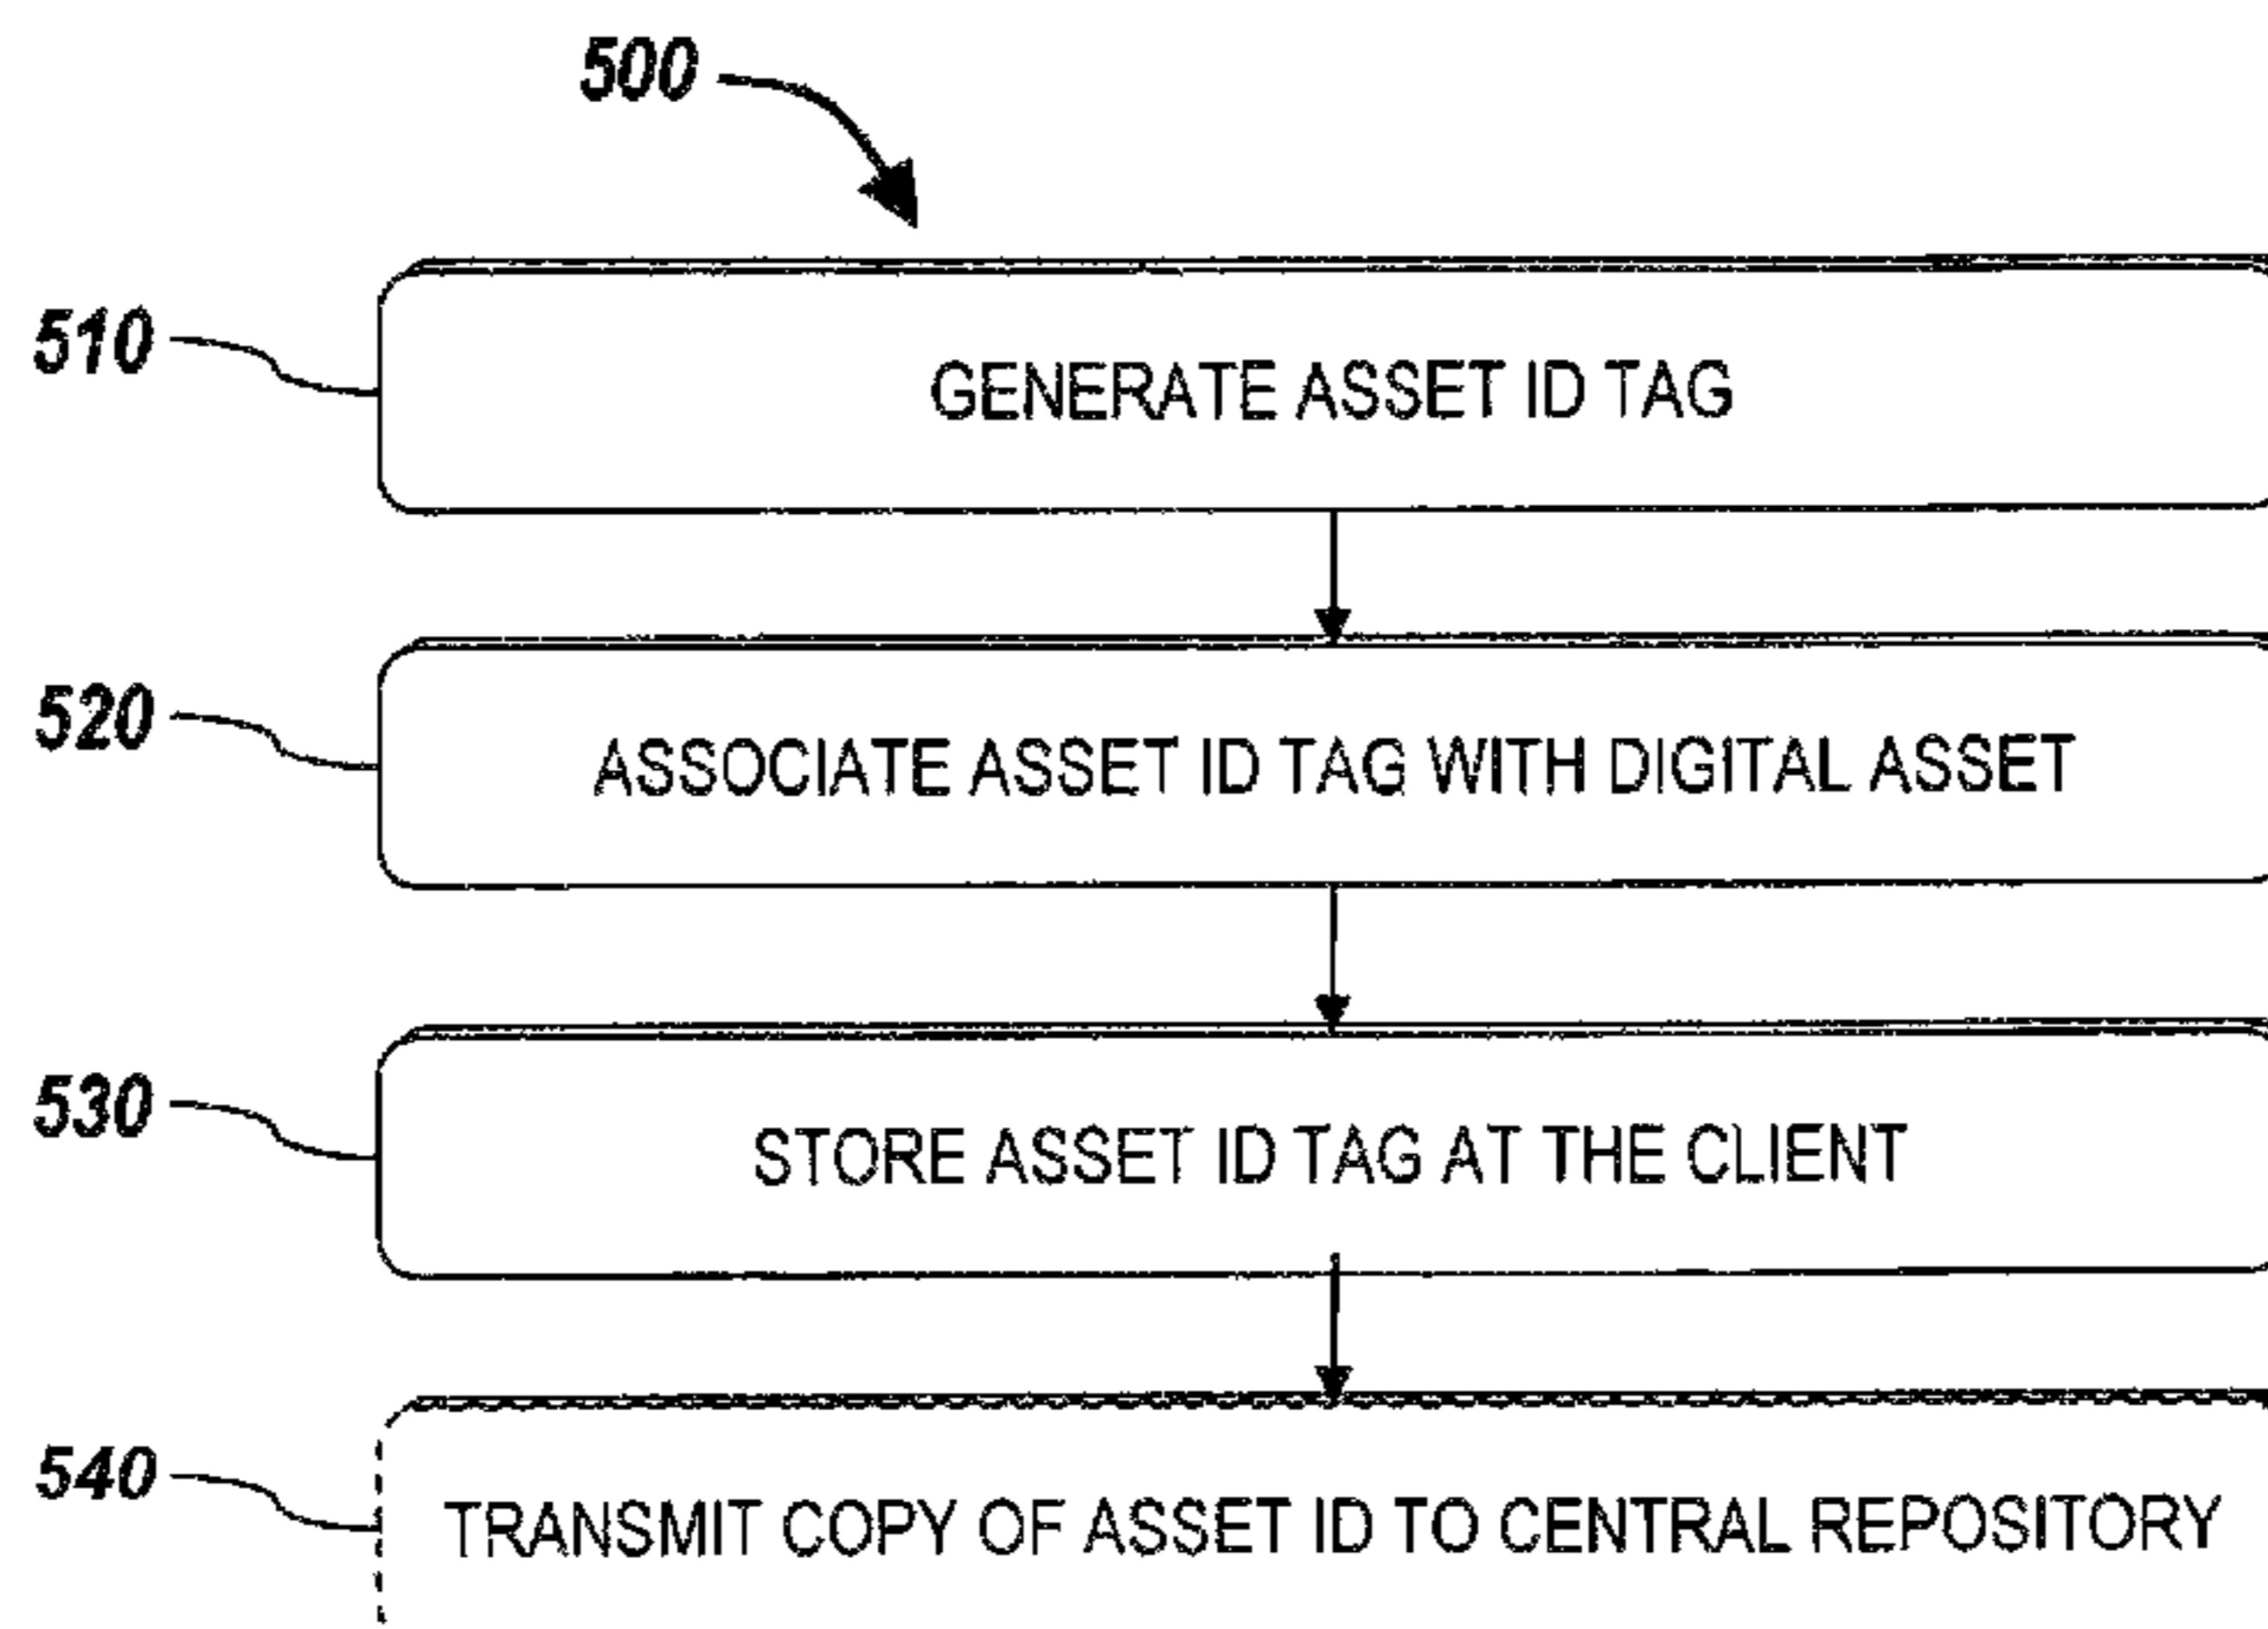 500
510
GENERATE ASSET ID TAG
520
ASSOCIATE ASSET ID TAG WITH DIGITAL ASSET
530
STORE ASSET ID TAG AT THE CLIENT
540
TRANSMIT COPY OF ASSET ID TO CENTRAL REPOSITORY